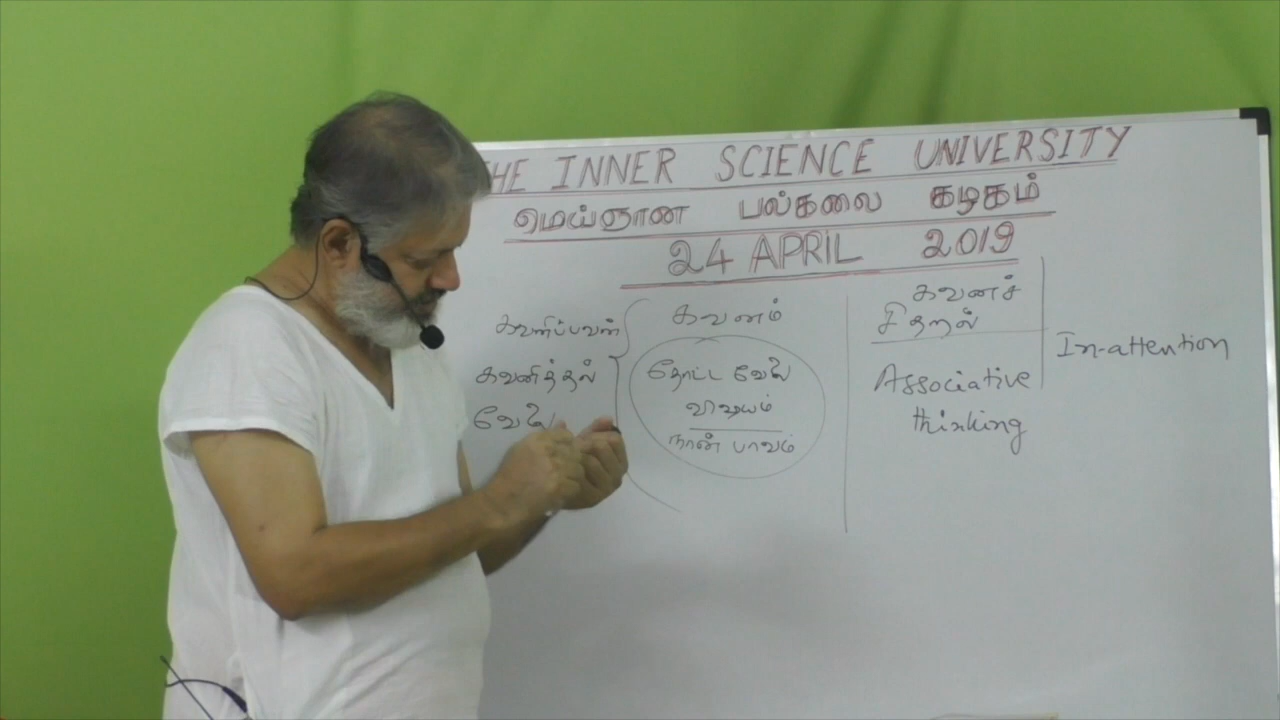 THE INNER SCIENCE UNIVERSITY
மெய்ஞான பல்கலை கழகம்
24 APRIL 2019
கவனிப்பவன்
கவனித்தல்
வேலை
கவனம்
தோட்ட வேலை
விஷயம்
நான் பாவம்
கவனச்
சிதறல்
Associative
thinking
In-attention